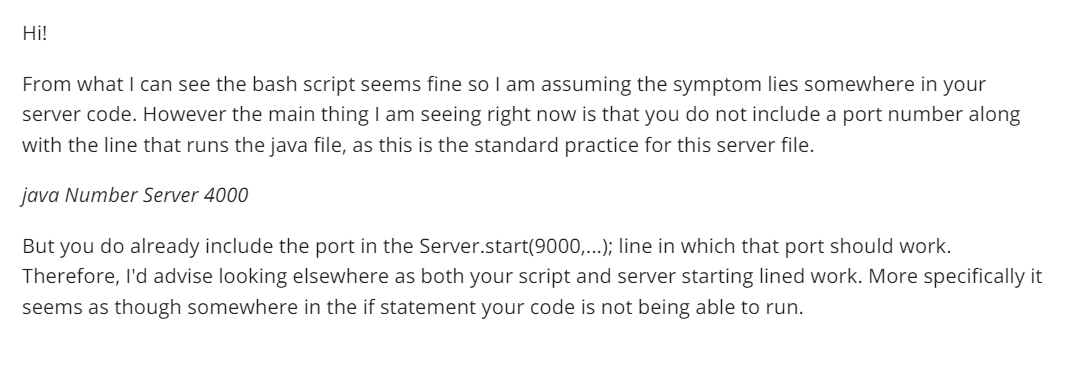 Hi!
From what I can see the bash script seems fine so I am assuming the symptom lies somewhere in your
server code. However the main thing I am seeing right now is that you do not include a port number along
with the line that runs the java file, as this is the standard practice for this server file.
java Number Server 4000
But you do already include the port in the Server.start(9000,...); line in which that port should work.
Therefore, I'd advise looking elsewhere as both your script and server starting lined work. More specifically it
seems as though somewhere in the if statement your code is not being able to run.